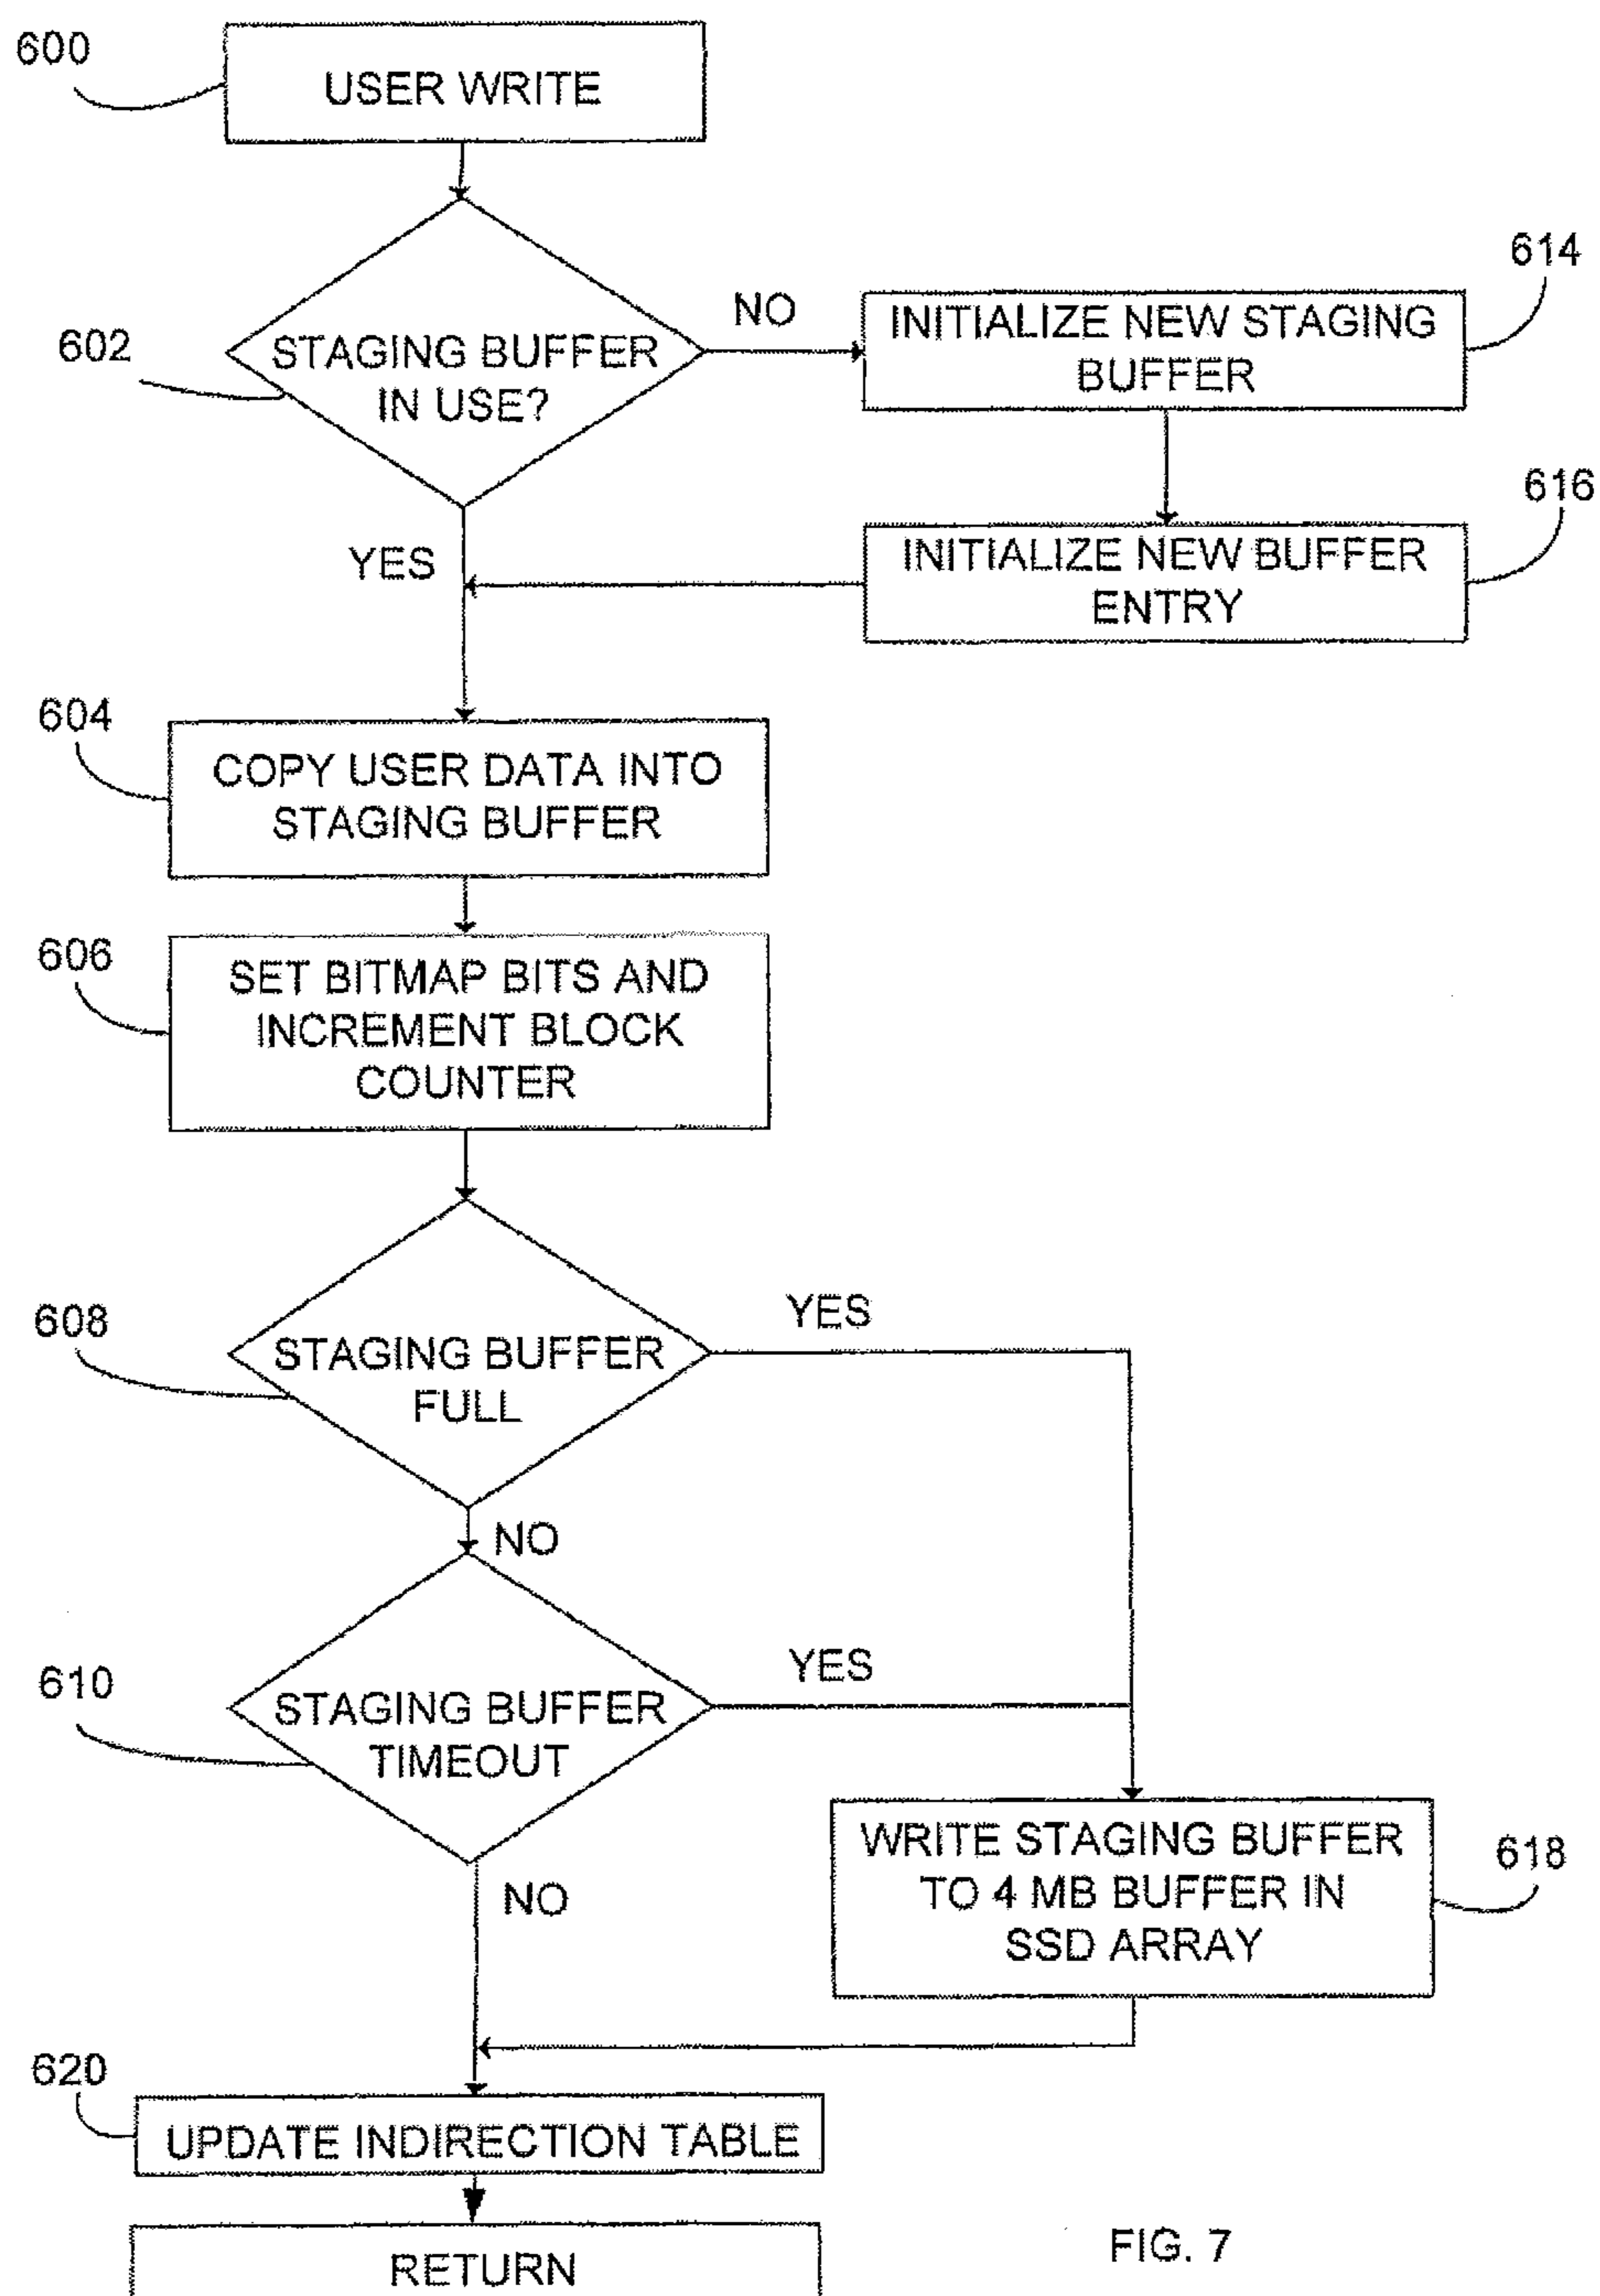 600
USER WRITE
602
STAGING BUFFER
IN USE?
NO
614
INITIALIZE NEW STAGING
BUFFER
616
INITIALIZE NEW BUFFER
ENTRY
YES
604
COPY USER DATA INTO
STAGING BUFFER
606
SET BITMAP BITS AND
INCREMENT BLOCK
COUNTER
608
STAGING BUFFER
FULL
YES
NO
610
STAGING BUFFER
TIMEOUT
YES
NO
618
WRITE STAGING BUFFER
TO 4 MB BUFFER IN
SSD ARRAY
620
UPDATE INDIRECTION TABLE
RETURN
FIG. 7